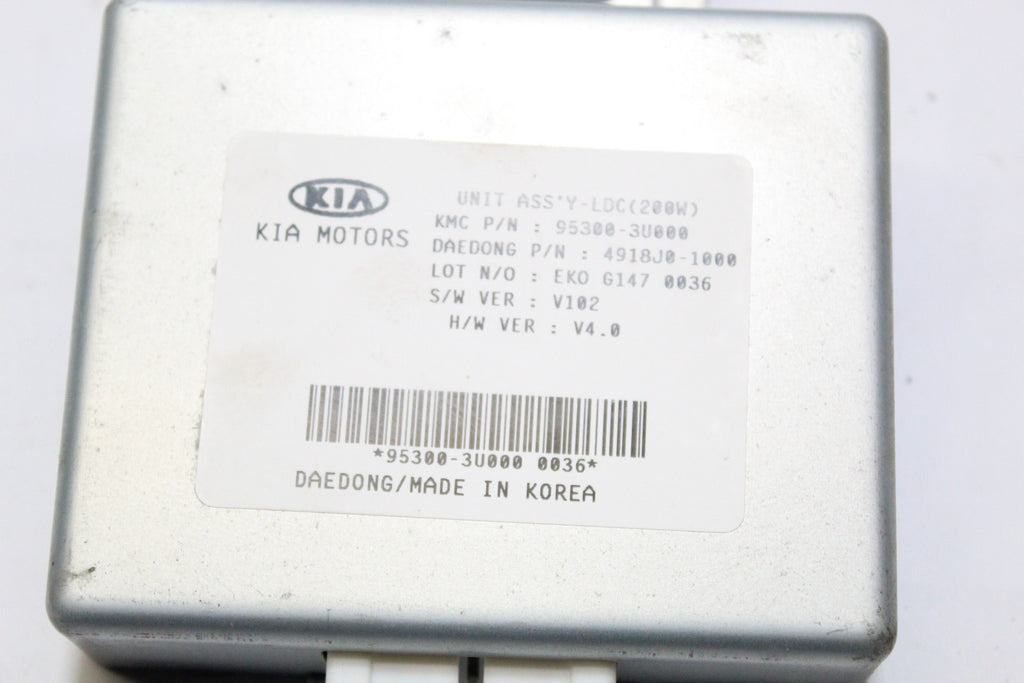 KIA
KIA MOTORS
UNIT ASS'Y-LDC(200W)
KMC P/N : 95300-3U000
DAEDONG P/N : 4918J0-1000
LOT N/O : EKO G147 0036
S/W VER : V102
H/W VER : V4.0
*95300-3U000 0036*
DAEDONG/MADE IN KOREA